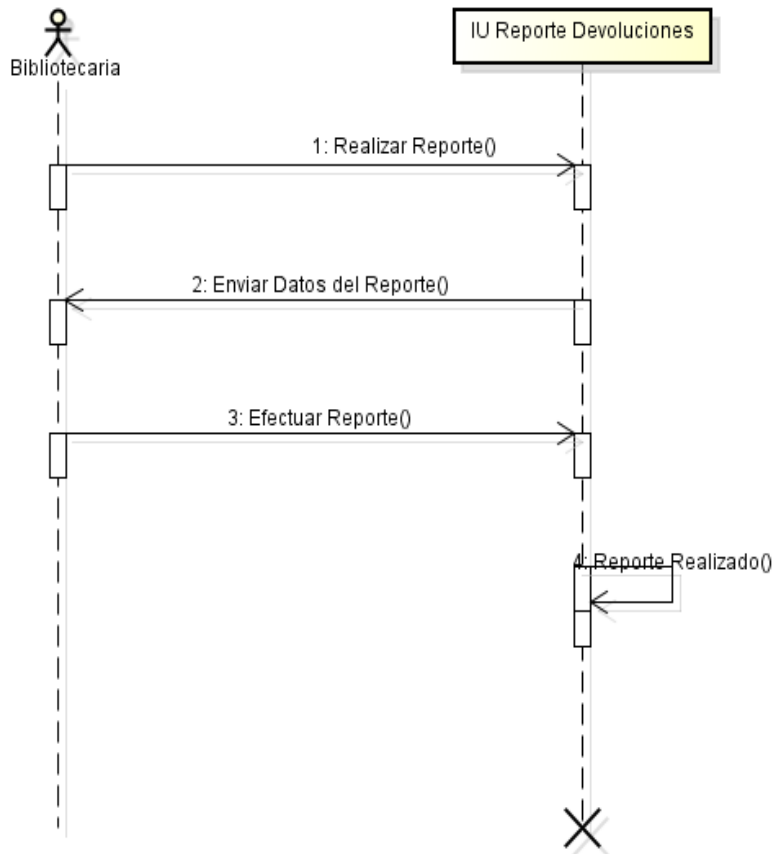 IU Reporte Devoluciones
Bibliotecaria
1: Realizar Reporte()
2: Enviar Datos del Reporte()
3: Efectuar Reporte()
4: Reporte Realizado()